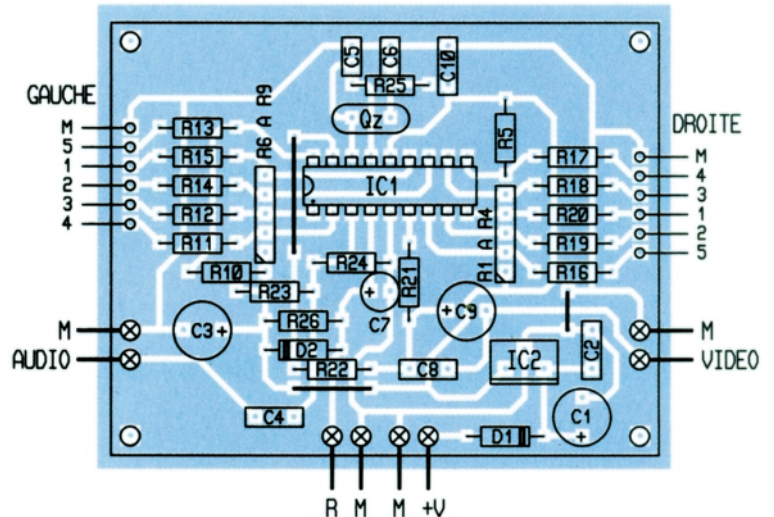 C5
C6
C10
R25
GAUCHE
R6 A R9
Qz
R5
DROITE
M
R13
5
R15
1
R14
2
R12
3
R11
4
IC1
R17
M
R18
4
R20
3
R19
1
R16
2
5
R1 A R4
R10
R24
R21
R23
C7
+
C9
+
M
C3
+
R26
M
AUDIO
D2
IC2
C2
VIDEO
R22
C8
C4
C1
+
D1
R
M
M
+V